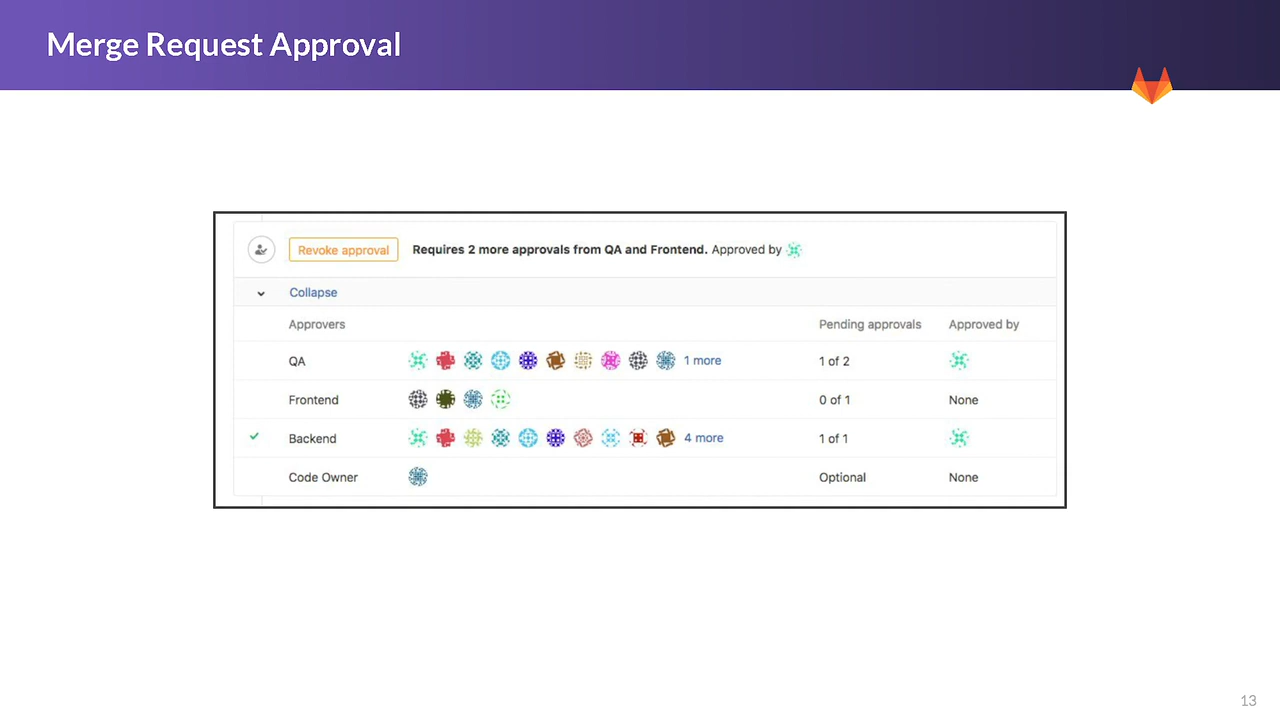 Merge Request Approval
Revoke approval Requires 2 more approvals from QA and Frontend. Approved by
Collapse
Approvers Pending approvals Approved by
QA 1 more 1 of 2
Frontend 0 of 1 None
Backend 4 more 1 of 1
Code Owner Optional None
13